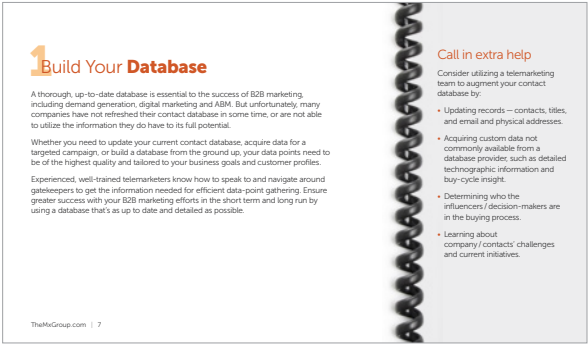 1
Build Your Database
A thorough, up-to-date database is essential to the success of B2B marketing,
including demand generation, digital marketing and ABM. But unfortunately, many
companies have not refreshed their contact database in some time, or are not able
to utilize the information they do have to its full potential.
Whether you need to update your current contact database, acquire data for a
targeted campaign, or build a database from the ground up, your data points need to
be of the highest quality and tailored to your business goals and customer profiles.
Experienced, well-trained telemarketers know how to speak to and navigate around
gatekeepers to get the information needed for efficient data-point gathering. Ensure
greater success with your B2B marketing efforts in the short term and long run by
using a database that's as up to date and detailed as possible.
TheMxGroup.com | 7
Call in extra help
Consider utilizing a telemarketing
team to augment your contact
database by:
• Updating records — contacts, titles,
and email and physical addresses.
• Acquiring custom data not
commonly available from a
database provider, such as detailed
technographic information and
buy-cycle insight.
• Determining who the
influencers / decision-makers are
in the buying process.
• Learning about
company / contacts' challenges
and current initiatives.